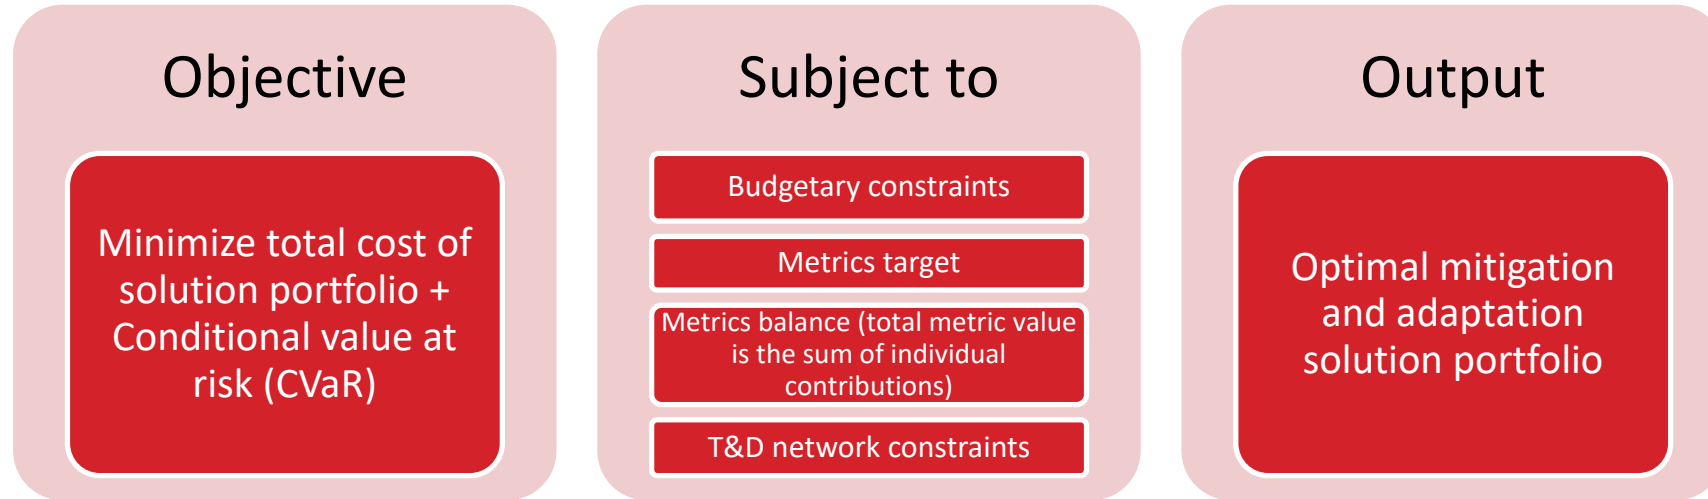 Objective
Minimize total cost of
solution portfolio +
Conditional value at
risk (CVaR)
Subject to
Budgetary constraints
Metrics target
Metrics balance (total metric value
is the sum of individual
contributions)
T&D network constraints
Output
Optimal mitigation
and adaptation
solution portfolio